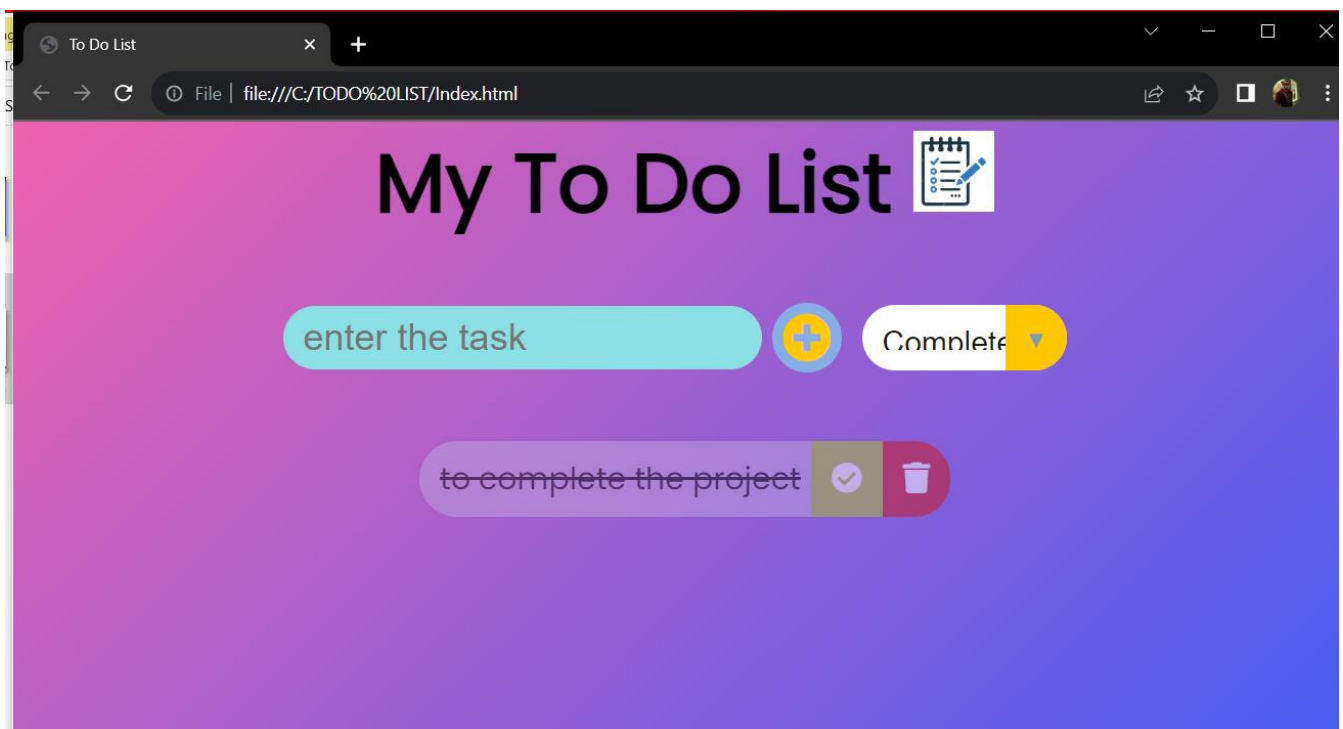 To Do List
File file:///C:/TODO%20LIST/Index.html
My To Do List
enter the task
Complete
to complete the project